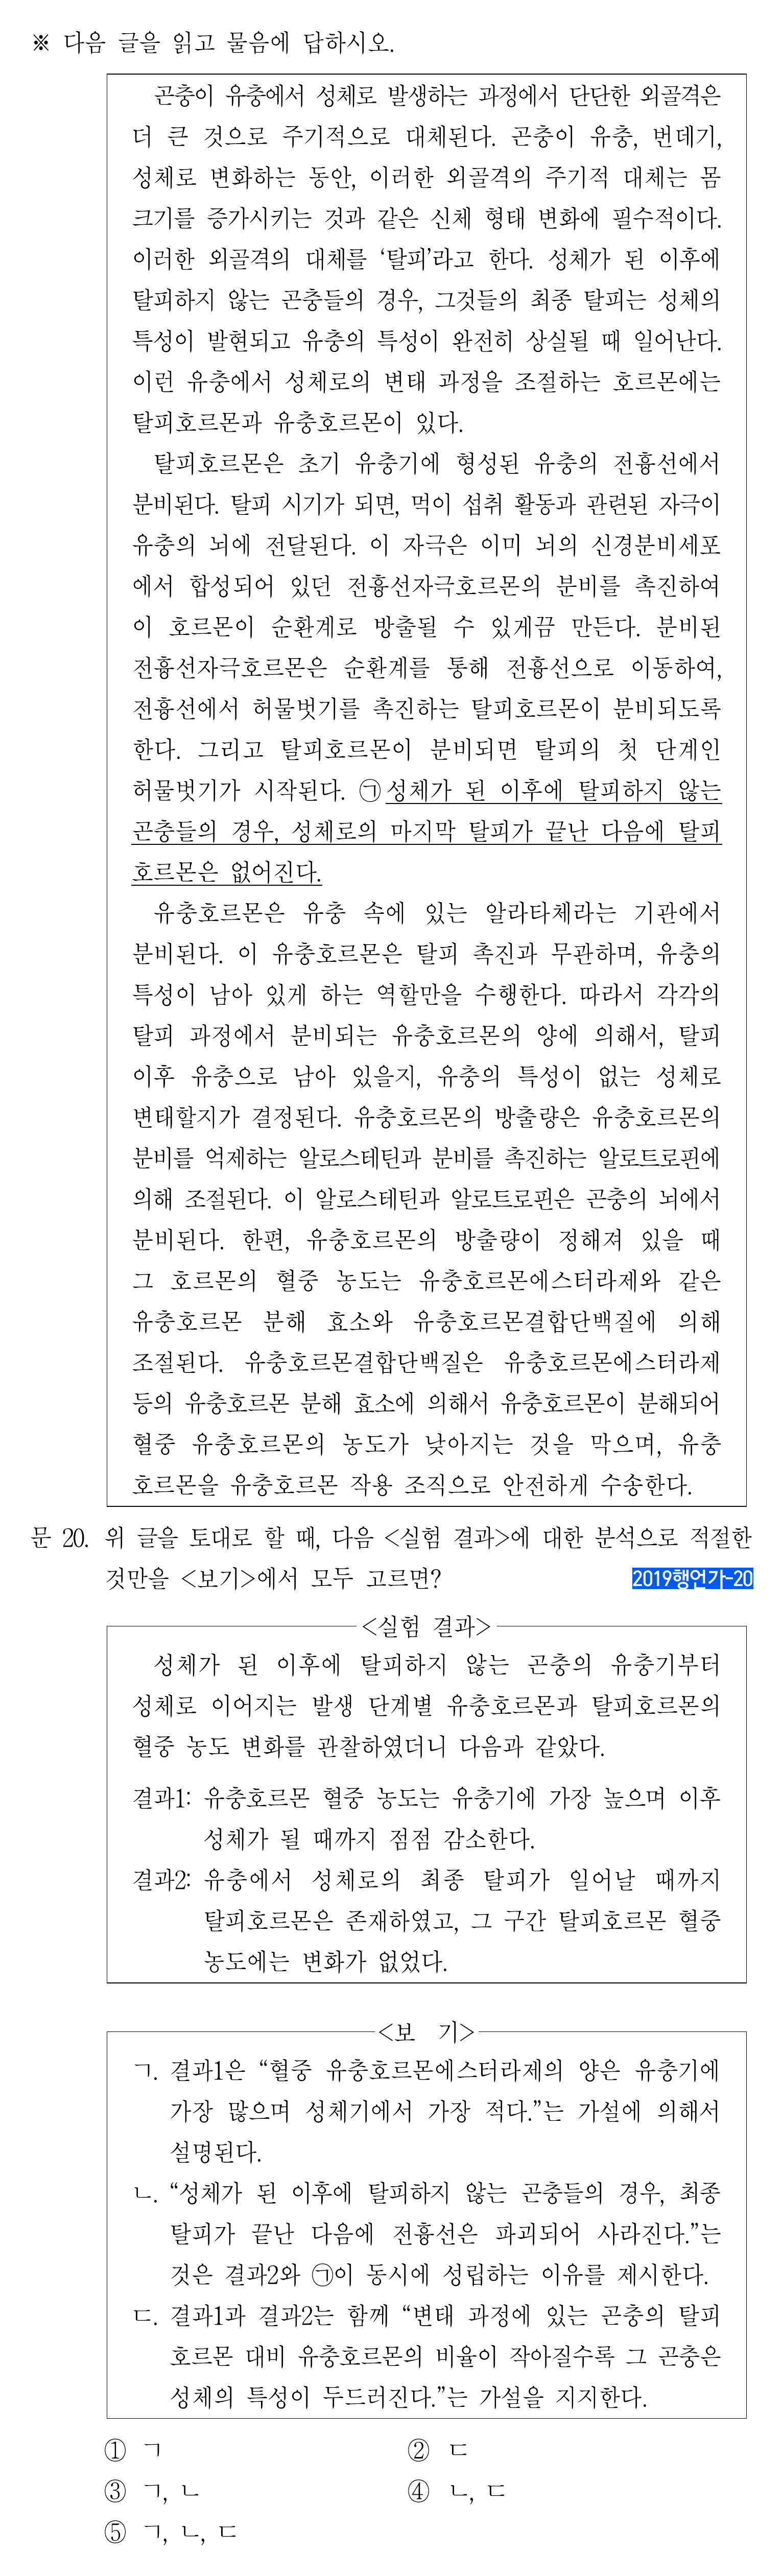 ※ 다음 글을 읽고 물음에 답하시오.
곤충이 유충에서 성체로 발생하는 과정에서 단단한 외골격은
더 큰 것으로 주기적으로 대체된다. 곤충이 유충, 번데기,
성체로 변화하는 동안, 이러한 외골격의 주기적 대체는 몸
크기를 증가시키는 것과 같은 신체 형태 변화에 필수적이다.
이러한 외골격의 대체를 ‘탈피’라고 한다. 성체가 된 이후에
탈피하지 않는 곤충들의 경우, 그것들의 최종 탈피는 성체의
특성이 발현되고 유충의 특성이 완전히 상실될 때 일어난다.
이런 유충에서 성체로의 변태 과정을 조절하는 호르몬에는
탈피호르몬과 유충호르몬이 있다.
탈피호르몬은 초기 유충기에 형성된 유충의 전흉선에서
분비된다. 탈피 시기가 되면, 먹이 섭취 활동과 관련된 자극이
유충의 뇌에 전달된다. 이 자극은 이미 뇌의 신경분비세포
에서 합성되어 있던 전흉선자극호르몬의 분비를 촉진하여
이 호르몬이 순환계로 방출될 수 있게끔 만든다. 분비된
전흉선자극호르몬은 순환계를 통해 전흉선으로 이동하여,
전흉선에서 허물벗기를 촉진하는 탈피호르몬이 분비되도록
한다. 그리고 탈피호르몬이 분비되면 탈피의 첫 단계인
허물벗기가 시작된다. ㉠성체가 된 이후에 탈피하지 않는
곤충들의 경우, 성체로의 마지막 탈피가 끝난 다음에 탈피
호르몬은 없어진다.
유충호르몬은 유충 속에 있는 알라타체라는 기관에서
분비된다. 이 유충호르몬은 탈피 촉진과 무관하며, 유충의
특성이 남아 있게 하는 역할만을 수행한다. 따라서 각각의
탈피 과정에서 분비되는 유충호르몬의 양에 의해서, 탈피
이후 유충으로 남아 있을지, 유충의 특성이 없는 성체로
변태할지가 결정된다. 유충호르몬의 방출량은 유충호르몬의
분비를 억제하는 알로스테틴과 분비를 촉진하는 알로트로핀에
의해 조절된다. 이 알로스테틴과 알로트로핀은 곤충의 뇌에서
분비된다. 한편, 유충호르몬의 방출량이 정해져 있을 때
그 호르몬의 혈중 농도는 유충호르몬에스터라제와 같은
유충호르몬 분해 효소와 유충호르몬결합단백질에 의해
조절된다. 유충호르몬결합단백질은 유충호르몬에스터라제
등의 유충호르몬 분해 효소에 의해서 유충호르몬이 분해되어
혈중 유충호르몬의 농도가 낮아지는 것을 막으며, 유충
호르몬을 유충호르몬 작용 조직으로 안전하게 수송한다.
문 20. 위 글을 토대로 할 때, 다음 <실험 결과>에 대한 분석으로 적절한
것만을 <보기>에서 모두 고르면? 2019행언가-20
<실험 결과>
성체가 된 이후에 탈피하지 않는 곤충의 유충기부터
성체로 이어지는 발생 단계별 유충호르몬과 탈피호르몬의
혈중 농도 변화를 관찰하였더니 다음과 같았다.
결과1: 유충호르몬 혈중 농도는 유충기에 가장 높으며 이후
성체가 될 때까지 점점 감소한다.
결과2: 유충에서 성체로의 최종 탈피가 일어날 때까지
탈피호르몬은 존재하였고, 그 구간 탈피호르몬 혈중
농도에는 변화가 없었다.
<보 기>
ㄱ. 결과1은 “혈중 유충호르몬에스터라제의 양은 유충기에
가장 많으며 성체기에서 가장 적다.”는 가설에 의해서
설명된다.
ㄴ. “성체가 된 이후에 탈피하지 않는 곤충들의 경우, 최종
탈피가 끝난 다음에 전흉선은 파괴되어 사라진다.”는
것은 결과2와 ㉠이 동시에 성립하는 이유를 제시한다.
ㄷ. 결과1과 결과2는 함께 “변태 과정에 있는 곤충의 탈피
호르몬 대비 유충호르몬의 비율이 작아질수록 그 곤충은
성체의 특성이 두드러진다.”는 가설을 지지한다.
① ㄱ ② ㄷ
③ ㄱ, ㄴ ④ ㄴ, ㄷ
⑤ ㄱ, ㄴ, ㄷ